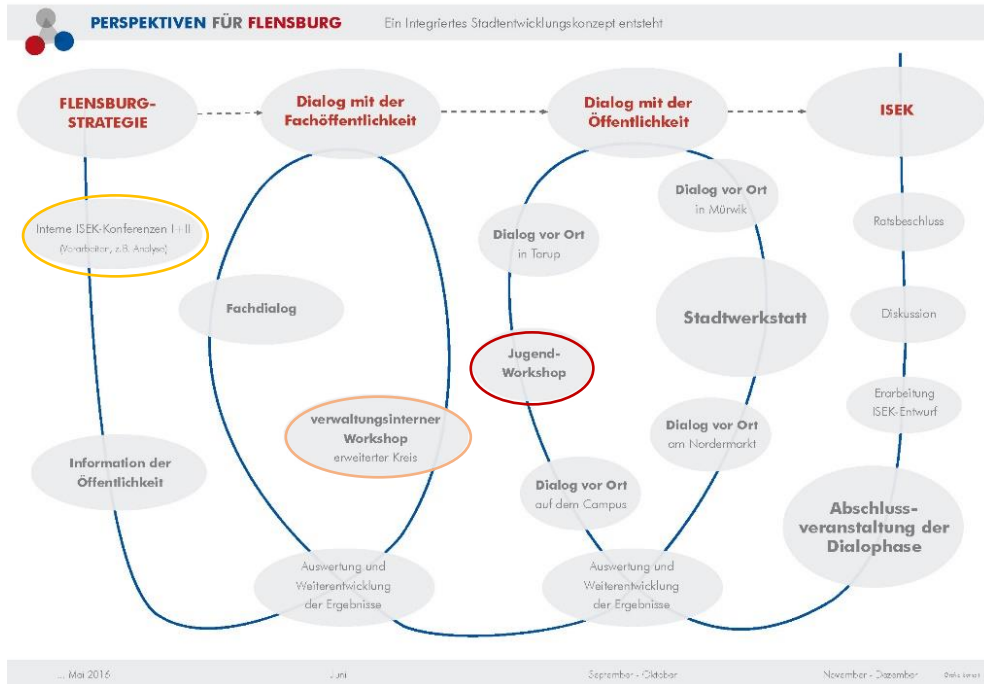 PERSPEKTIVEN FÜR FLENSBURG
Ein Integriertes Stadtentwicklungskonzept entsteht
FLENSBURG-
STRATEGIE
Dialog mit der
Fachöffentlichkeit
Dialog mit der
Öffentlichkeit
ISEK
Interne ISEK-Konferenzen I+II
(Vorarbeiten, z.B. Analyse)
Information der
Öffentlichkeit
Fachdialog
verwaltungsinterner
Workshop
erweiterter Kreis
Auswertung und
Weiterentwicklung
der Ergebnisse
Dialog vor Ort
in Tarup
Jugend-
Workshop
Dialog vor Ort
auf dem Campus
Dialog vor Ort
in Mürwik
Stadtwerkstatt
Dialog vor Ort
am Nordermarkt
Auswertung und
Weiterentwicklung
der Ergebnisse
Ratsbeschluss
Diskussion
Erarbeitung
ISEK-Entwurf
Abschluss-
veranstaltung der
Dialophase
... Mai 2016
Juni
September - Oktober
November - Dezember